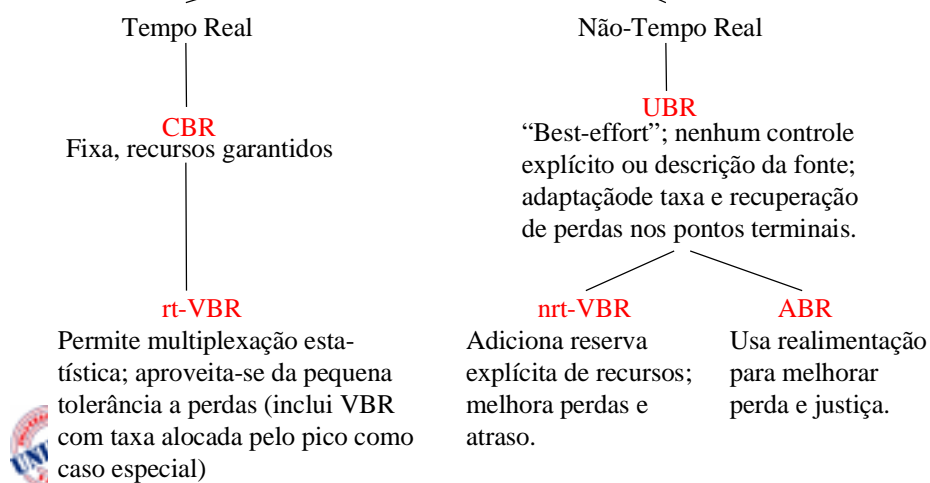 Tempo Real
Não-Tempo Real
CBR
Fixa, recursos garantidos
UBR
“Best-effort”; nenhum controle
explícito ou descrição da fonte;
adaptaçãode taxa e recuperação
de perdas nos pontos terminais.
rt-VBR
Permite multiplexação esta-
tística; aproveita-se da pequena
tolerância a perdas (inclui VBR
com taxa alocada pelo pico como
caso especial)
nrt-VBR
Adiciona reserva
explícita de recursos;
melhora perdas e
atraso.
ABR
Usa realimentação
para melhorar
perda e justiça.